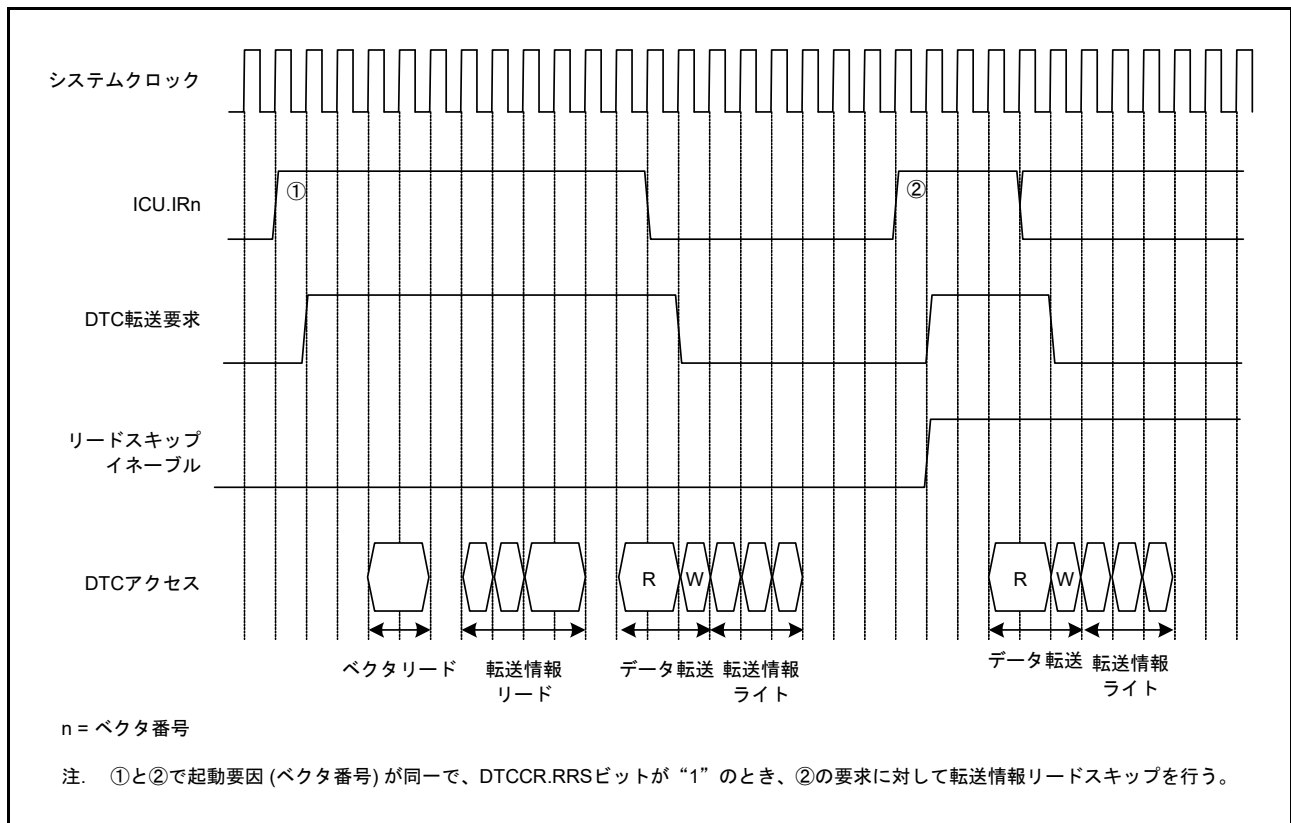 システムクロック
ICU.IRn
①
②
DTC転送要求
リードスキップ
イネーブル
DTCアクセス
R
W
R
W
ベクタリード
転送情報
リード
データ転送
転送情報
ライト
データ転送
転送情報
ライト
n = ベクタ番号
注. ①と②で起動要因 (ベクタ番号) が同一で、DTCCR.RRSビットが“1”のとき、②の要求に対して転送情報リードスキップを行う。